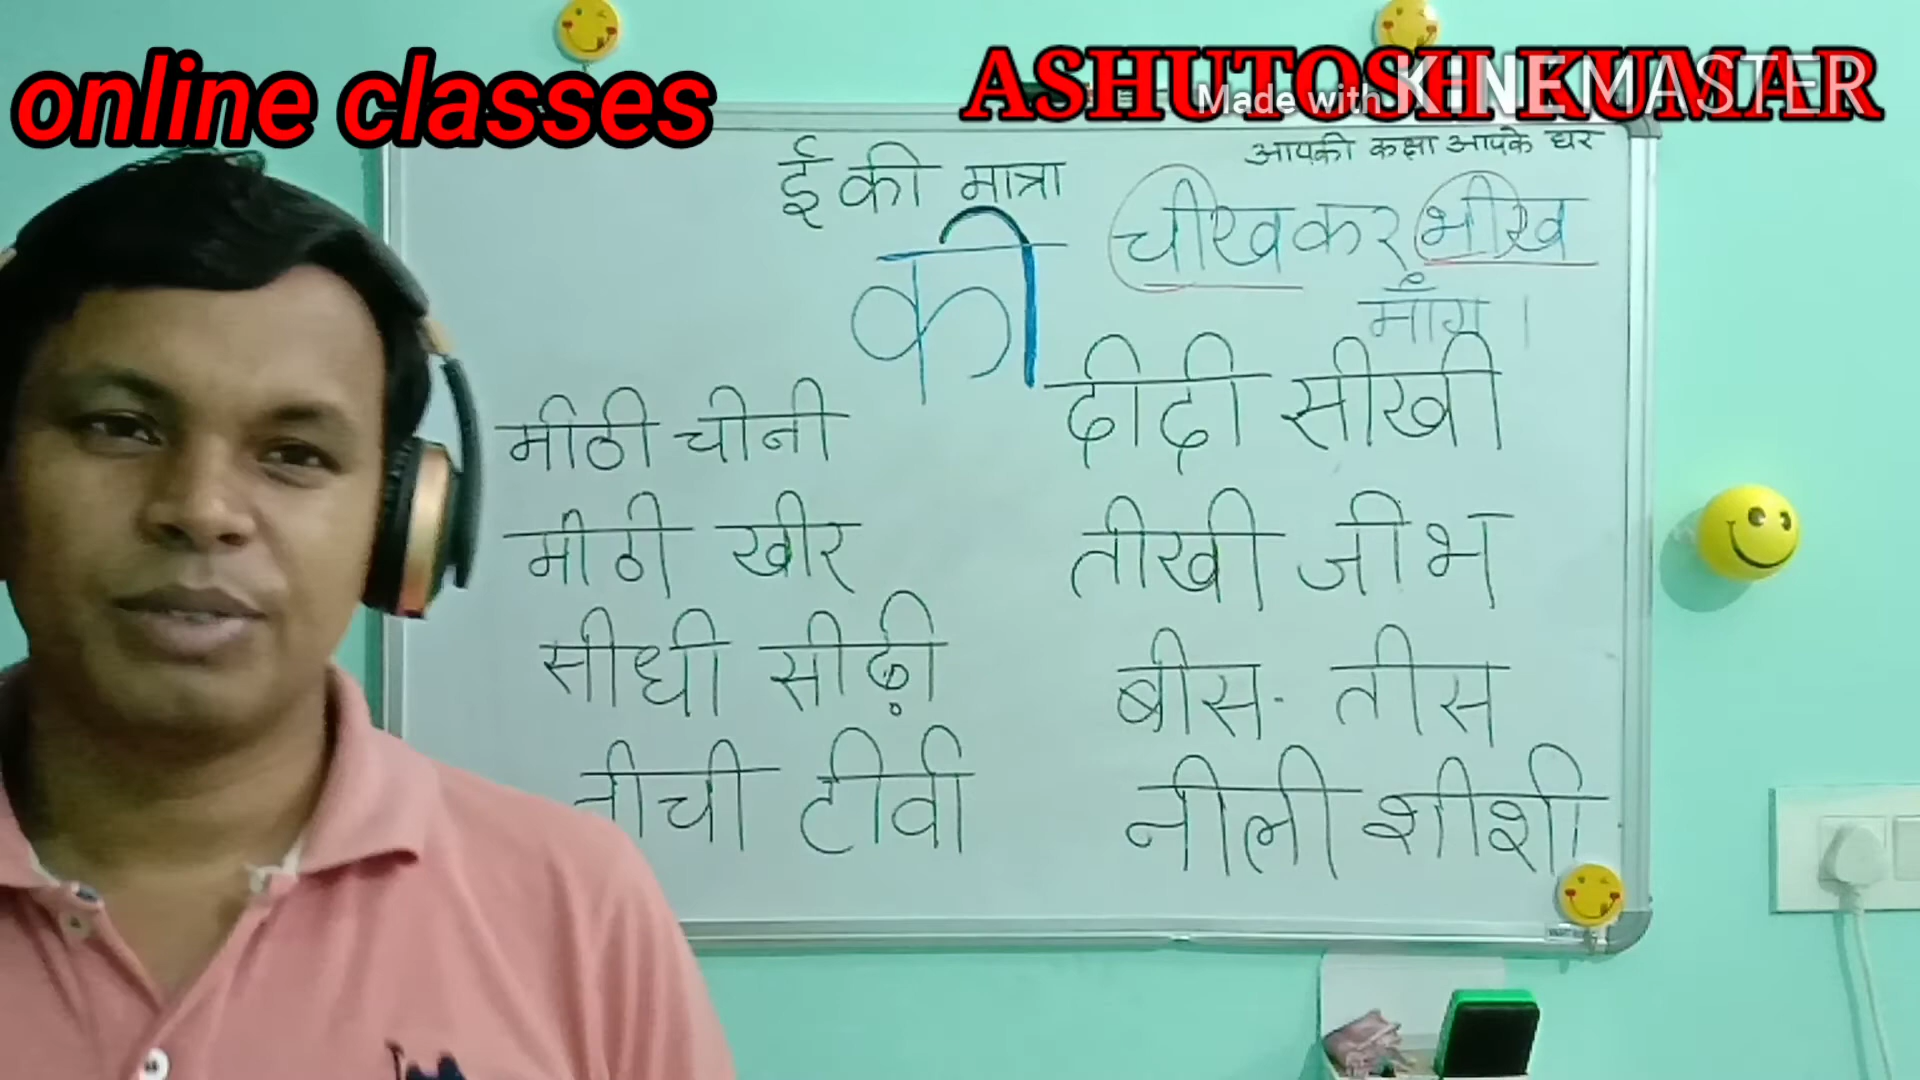 online classes
ASHUTOSH KUMAR
Made with KINEMASTER
आपकी कक्षा आपके घर
ई की मात्रा
की
चीखकर भीख
माँग।
मीठी चीनी
मीठी खीर
सीधी सीढ़ी
नीची टीवी
दीदी सीखी
तीखी जीभ
बीस - तीस
नीली शीशी